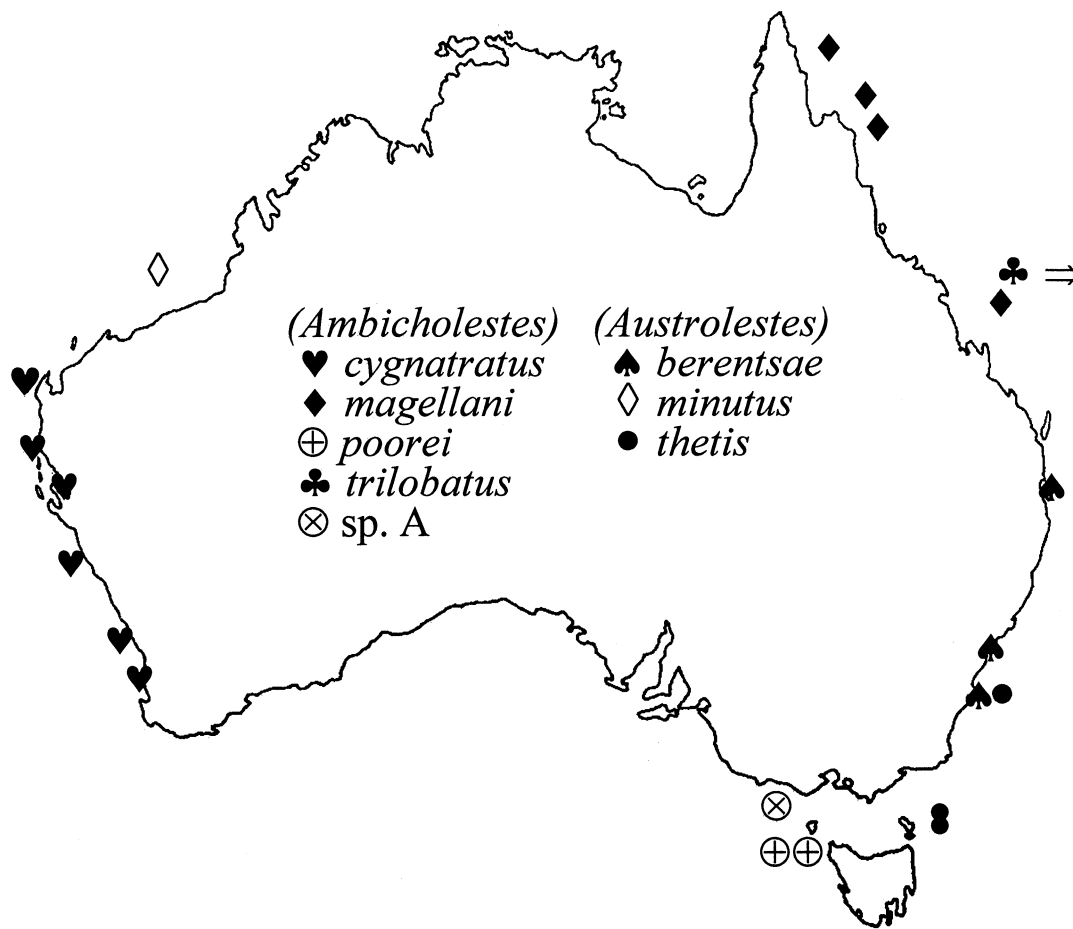 (Ambicholestes)
cygnatratus
magellani
poorei
trilobatus
sp. A
(Austrolestes)
berentsae
minutus
thetis